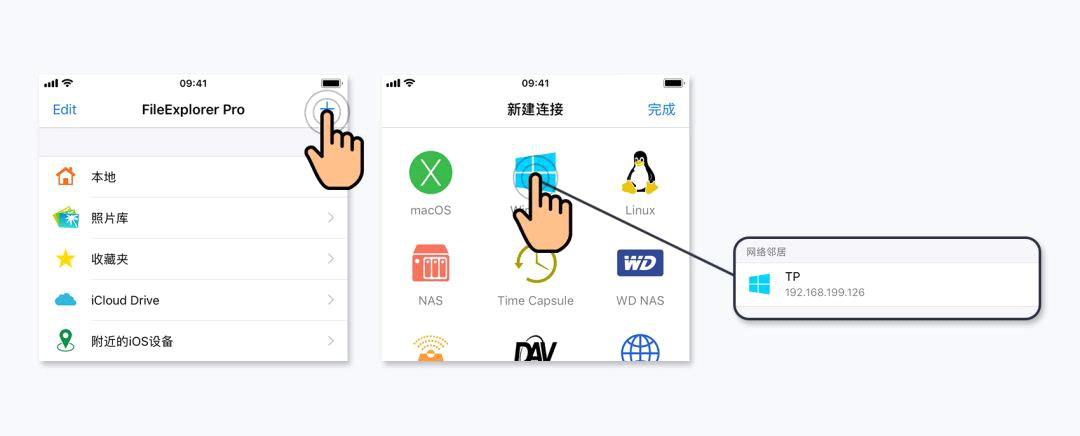 09:41
Edit
FileExplorer Pro
本地
照片库
收藏夹
iCloud Drive
附近的iOS设备
09:41
新建连接
完成
macOS
Linux
NAS
Time Capsule
WD
WD NAS
DAV
网络邻居
TP
192.168.199.126